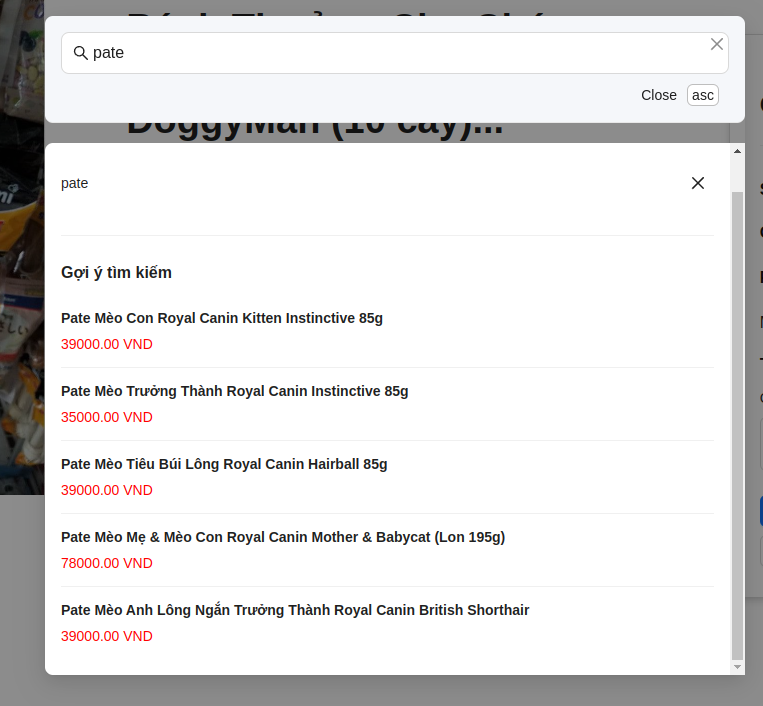 pate
Close asc
DoggyMan (10 cây)...
pate
Gợi ý tìm kiếm
Pate Mèo Con Royal Canin Kitten Instinctive 85g
39000.00 VND
Pate Mèo Trưởng Thành Royal Canin Instinctive 85g
35000.00 VND
Pate Mèo Tiêu Búi Lông Royal Canin Hairball 85g
39000.00 VND
Pate Mèo Mẹ & Mèo Con Royal Canin Mother & Babycat (Lon 195g)
78000.00 VND
Pate Mèo Anh Lông Ngắn Trưởng Thành Royal Canin British Shorthair
39000.00 VND